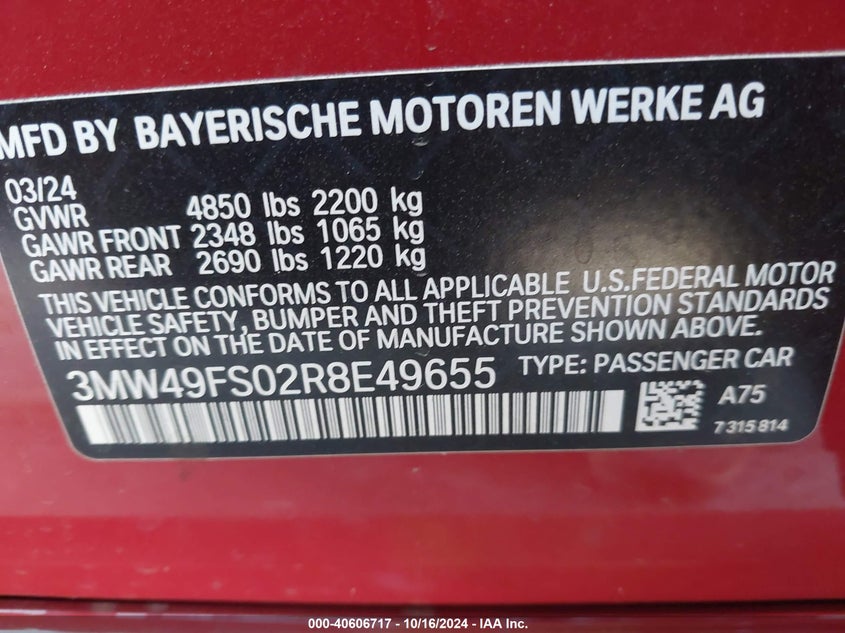 MFD BY BAYERISCHE MOTOREN WERKE AG
03/24
GVWR 4850 lbs 2200 kg
GAWR FRONT 2348 lbs 1065 kg
GAWR REAR 2690 lbs 1220 kg
THIS VEHICLE CONFORMS TO ALL APPLICABLE U.S.FEDERAL MOTOR
VEHICLE SAFETY, BUMPER AND THEFT PREVENTION STANDARDS
IN EFFECT ON THE DATE OF MANUFACTURE SHOWN ABOVE.
3MW49FS02R8E49655 TYPE: PASSENGER CAR
A75
7315814
000-40606717 - 10/16/2024 - IAA Inc.